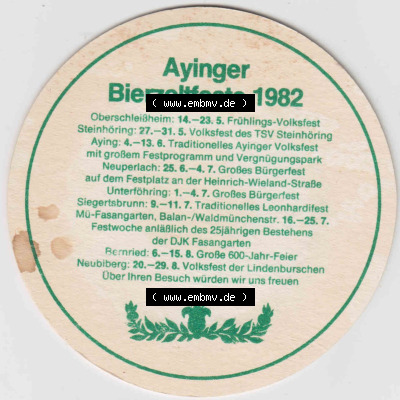 Ayinger
Bierzeltfeste 1982
Oberschleißheim: 14.–23. 5. Frühlings-Volksfest
Steinhöring: 27.–31. 5. Volksfest des TSV Steinhöring
Aying: 4.–13. 6. Traditionelles Ayinger Volksfest
mit großem Festprogramm und Vergnügungspark
Neuperlach: 25. 6.–4. 7. Großes Bürgerfest
auf dem Festplatz an der Heinrich-Wieland-Straße
Unterföhring: 1.–4. 7. Großes Bürgerfest
Siegertsbrunn: 9.–11. 7. Traditionelles Leonhardifest
Mü-Fasangarten, Balan-/Waldmünchenstr. 16.–25. 7.
Festwoche anläßlich des 25jährigen Bestehens
der DJK Fasangarten
Bernried: 6.–15. 8. Große 600-Jahr-Feier
Neubiberg: 20.–29. 8. Volksfest der Lindenburschen
Über Ihren Besuch würden wir uns freuen
( www.embmv.de )
( www.embmv.de )
( www.embmv.de )